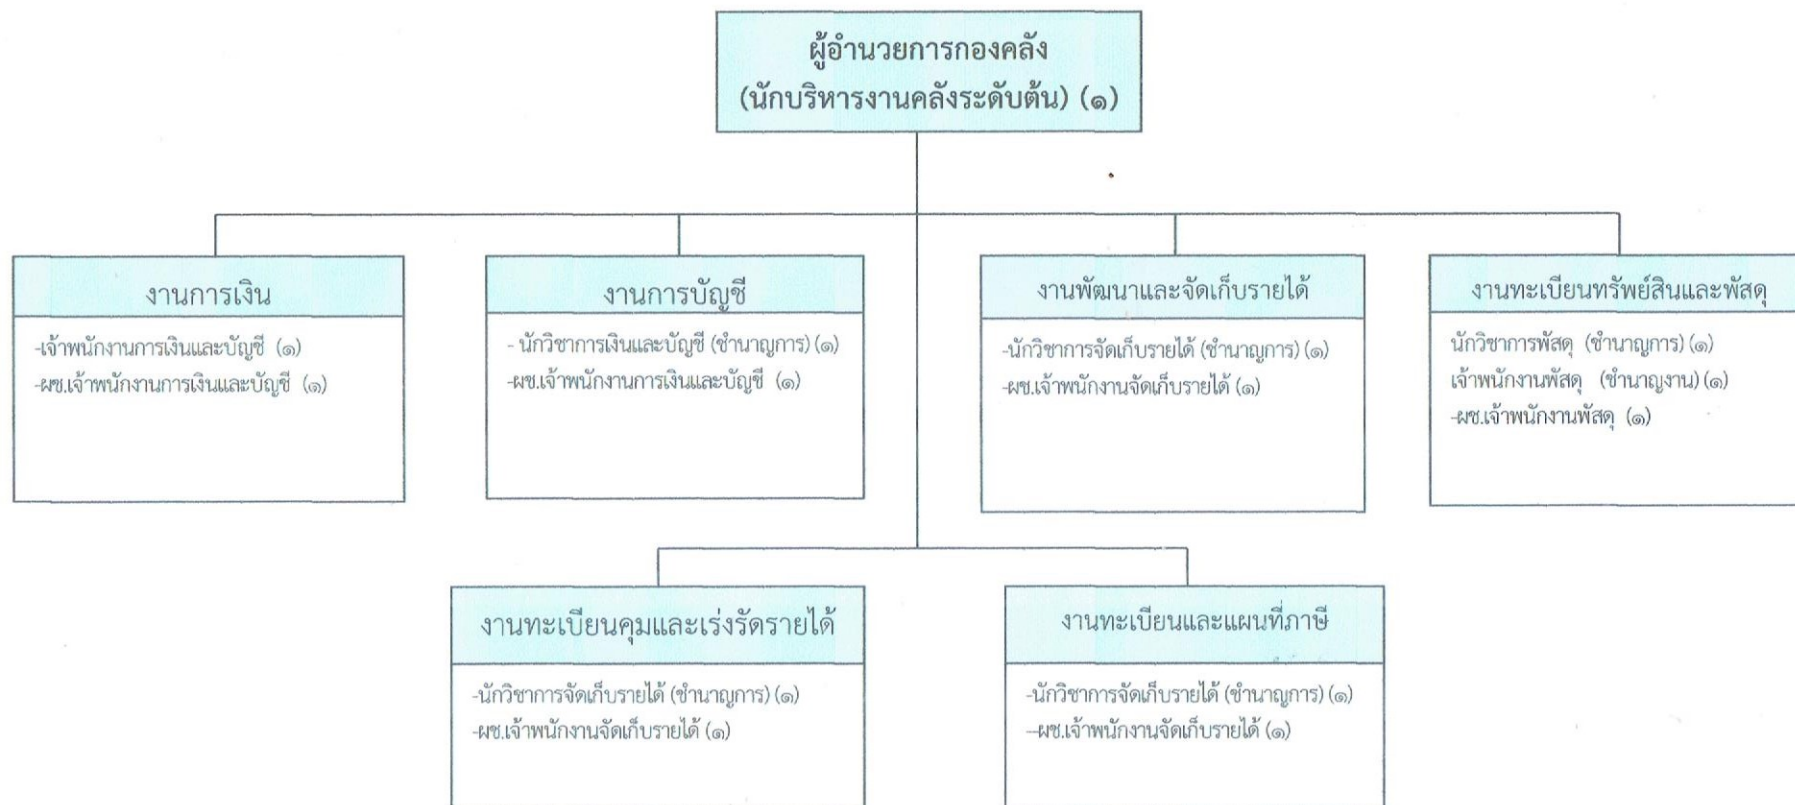 ผู้อำนวยการกองคลัง
(นักบริหารงานคลังระดับต้น) (๑)
งานการเงิน
-เจ้าพนักงานการเงินและบัญชี (๑)
-ผช.เจ้าพนักงานการเงินและบัญชี (๑)
งานการบัญชี
- นักวิชาการเงินและบัญชี (ชำนาญการ) (๑)
-ผช.เจ้าพนักงานการเงินและบัญชี (๑)
งานพัฒนาและจัดเก็บรายได้
-นักวิชาการจัดเก็บรายได้ (ชำนาญการ) (๑)
-ผช.เจ้าพนักงานจัดเก็บรายได้ (๑)
งานทะเบียนทรัพย์สินและพัสดุ
นักวิชาการพัสดุ (ชำนาญการ) (๑)
เจ้าพนักงานพัสดุ (ชำนาญงาน) (๑)
-ผช.เจ้าพนักงานพัสดุ (๑)
งานทะเบียนคุมและเร่งรัดรายได้
-นักวิชาการจัดเก็บรายได้ (ชำนาญการ) (๑)
-ผช.เจ้าพนักงานจัดเก็บรายได้ (๑)
งานทะเบียนและแผนที่ภาษี
-นักวิชาการจัดเก็บรายได้ (ชำนาญการ) (๑)
--ผช.เจ้าพนักงานจัดเก็บรายได้ (๑)